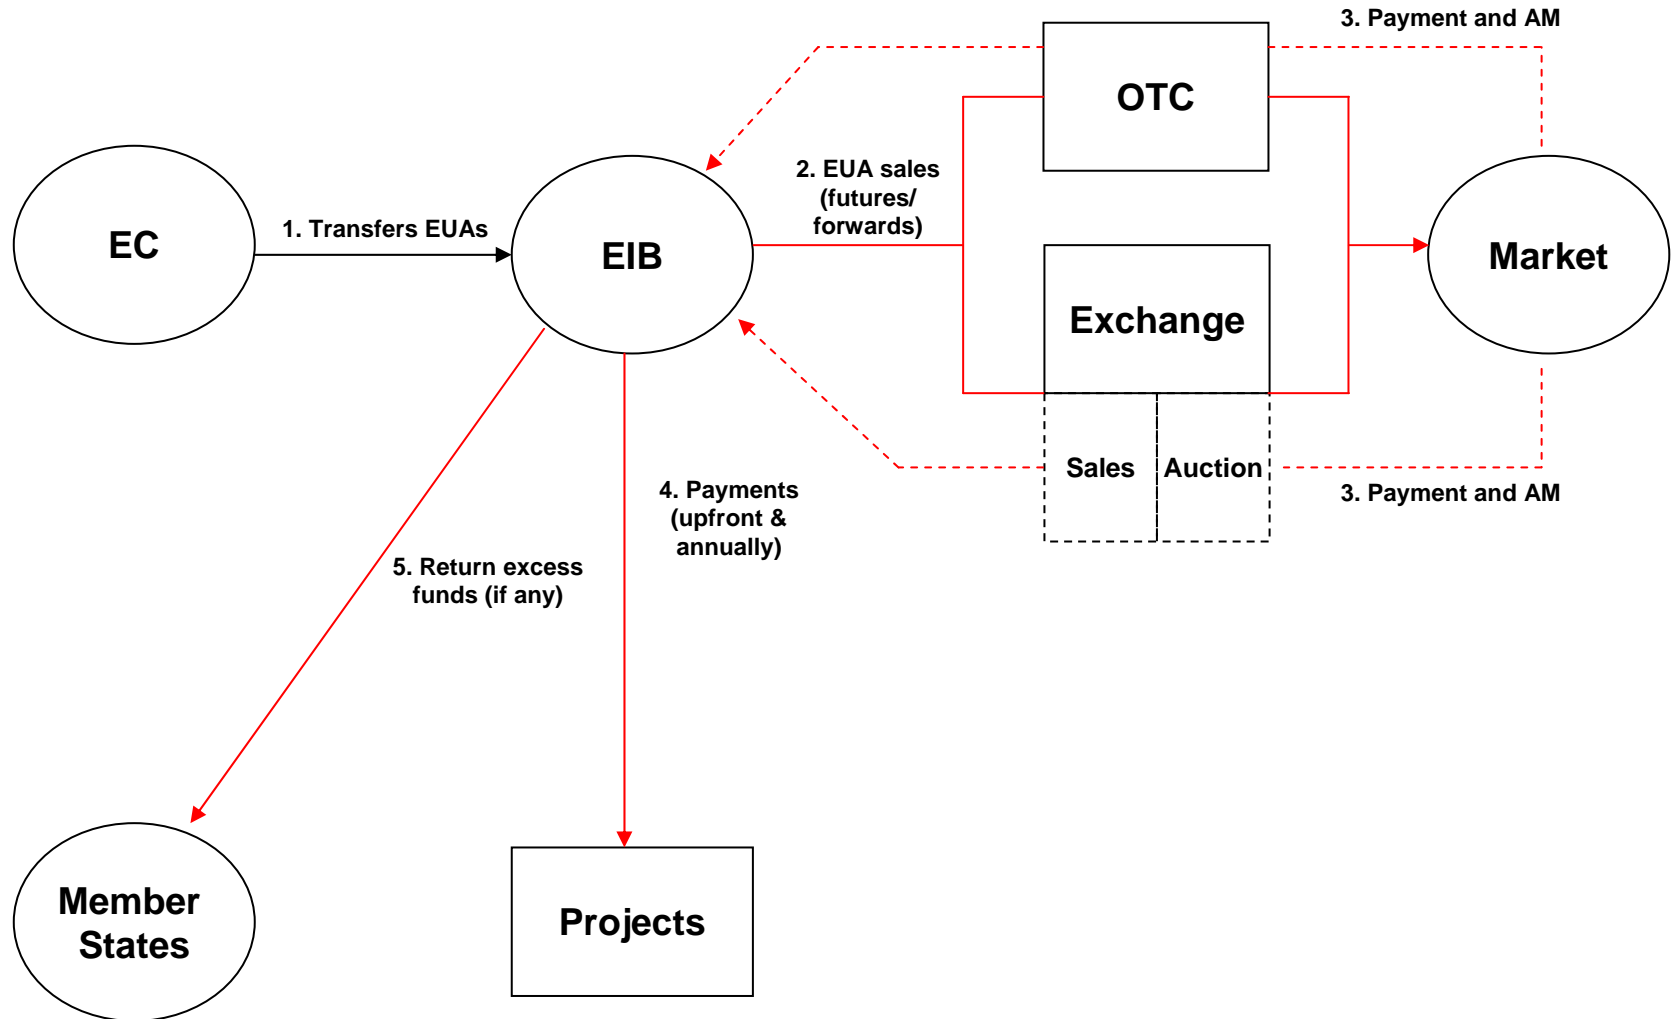 3. Payment and AM
OTC
2. EUA sales
(futures/
forwards)
EC
1. Transfers EUAs
EIB
Market
Exchange
Sales
Auction
3. Payment and AM
4. Payments
(upfront &
annually)
5. Return excess
funds (if any)
Member
States
Projects